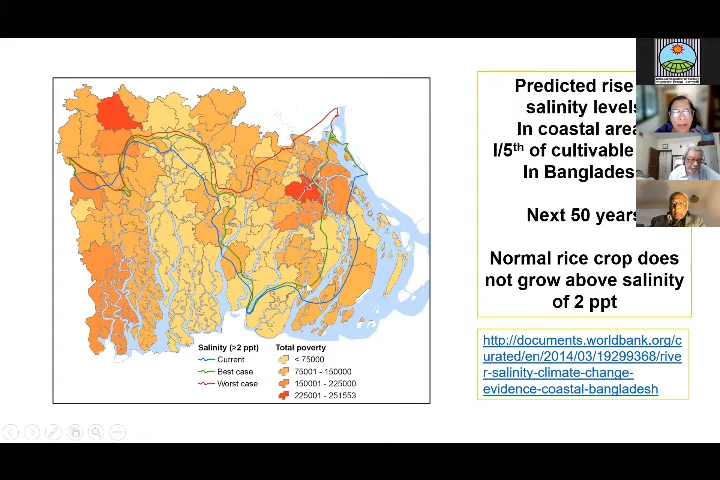 Predicted rise
salinity levels
In coastal area
I/5th of cultivable
In Banglades
Next 50 years
Normal rice crop does
not grow above salinity
of 2 ppt
http://documents.worldbank.org/c
urated/en/2014/03/19299368/rive
r-salinity-climate-change-
evidence-coastal-bangladesh
Salinity (>2 ppt)
Current
Best case
Worst case
Total poverty
< 75000
75001 - 150000
150001 - 225000
225001 - 251553